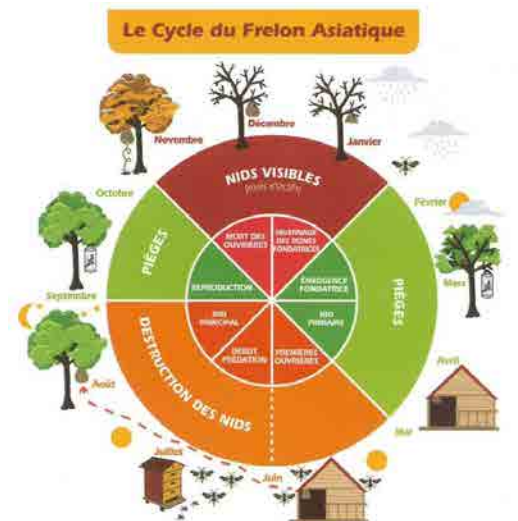 Le Cycle du Frelon Asiatique
Décembre
Janvier
Novembre
Octobre
Février
NIDS VISIBLES
MORT DES
OUVRIÈRES
HIVERNAGE
DES REINES
FONDATRICES
PIÈGES
REPRODUCTION
ÉMERGENCE
FONDATRICE
PIÈGES
Mars
Septembre
NID
PRINCIPAL
NID
PRIMAIRE
DÉBUT
PRÉDATION
PREMIÈRES
OUVRIÈRES
Avril
Août
DESTRUCTION DES NIDS
Mai
Juillet
Juin